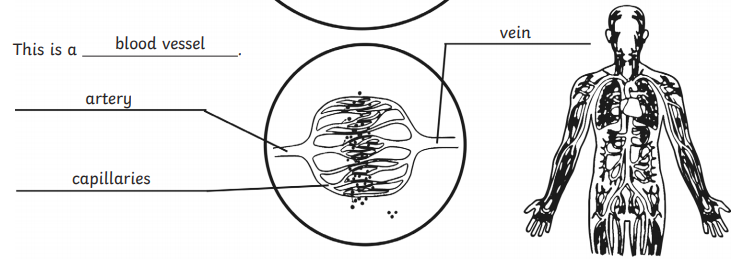 This is a blood vessel.
vein
artery
capillaries